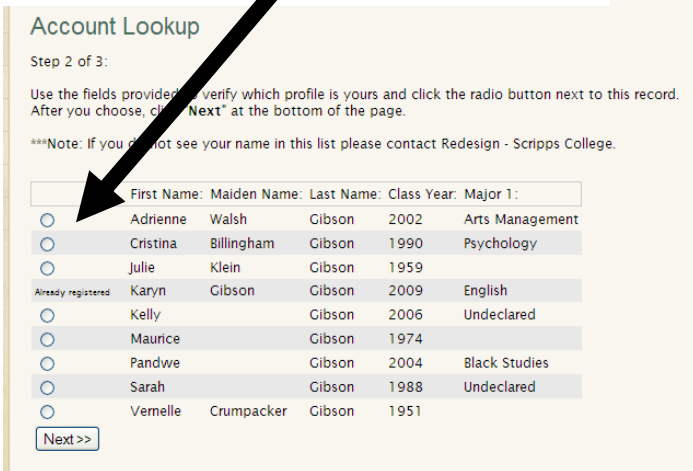 Account Lookup
Step 2 of 3:
Use the fields provided verify which profile is yours and click the radio button next to this record.
After you choose, "Next" at the bottom of the page.
***Note: If you not see your name in this list please contact Redesign - Scripps College.
First Name: Maiden Name: Last Name: Class Year: Major 1:
Adrienne Walsh Gibson 2002 Arts Management
Cristina Billingham Gibson 1990 Psychology
Julie Klein Gibson 1959
Already registered Karyn Gibson Gibson 2009 English
Kelly Gibson 2006 Undeclared
Maurice Gibson 1974
Pandwe Gibson 2004 Black Studies
Sarah Gibson 1988 Undeclared
Vernelle Crumpacker Gibson 1951
Next >>